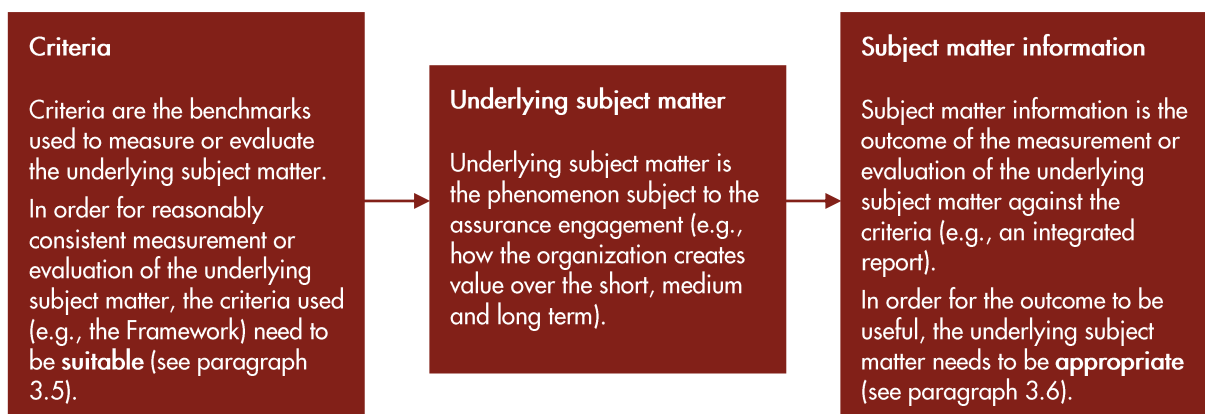 Criteria
Criteria are the benchmarks
used to measure or evaluate
the underlying subject matter.
In order for reasonably
consistent measurement or
evaluation of the underlying
subject matter, the criteria used
(e.g., the Framework) need to
be suitable (see paragraph
3.5).
Underlying subject matter
Underlying subject matter is
the phenomenon subject to the
assurance engagement (e.g.,
how the organization creates
value over the short, medium
and long term).
Subject matter information
Subject matter information is the
outcome of the measurement or
evaluation of the underlying
subject matter against the
criteria (e.g., an integrated
report).
In order for the outcome to be
useful, the underlying subject
matter needs to be appropriate
(see paragraph 3.6).